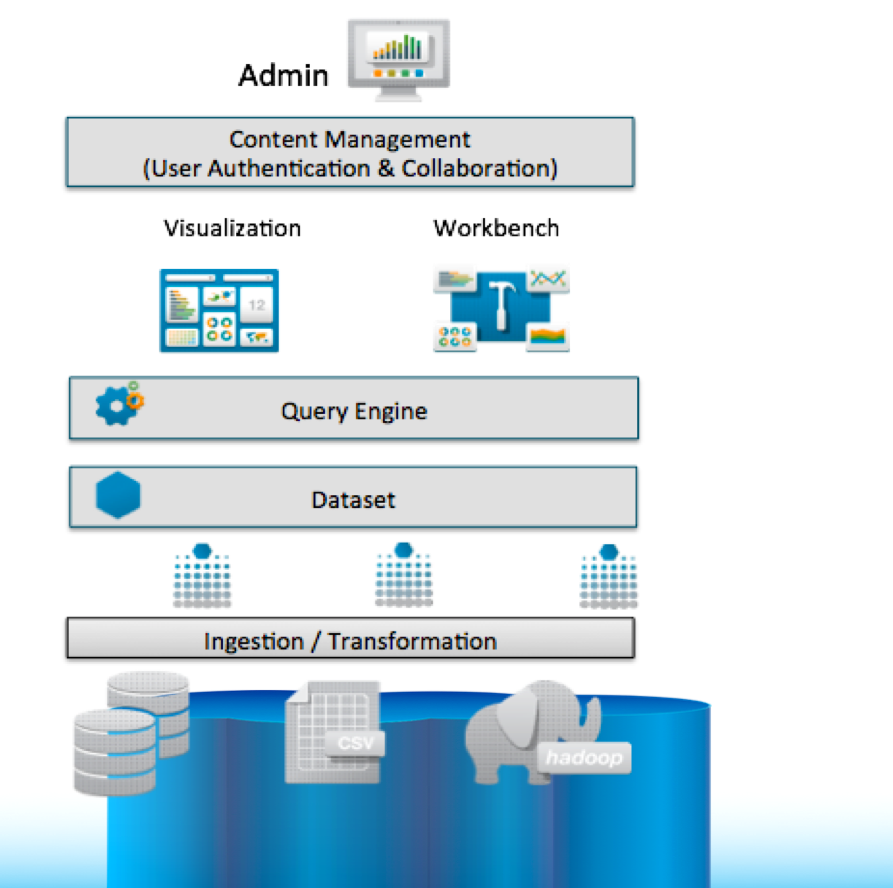 Admin
Content Management
(User Authentication & Collaboration)
Visualization
Workbench
12
Query Engine
Dataset
Ingestion / Transformation
CSV
hadoop